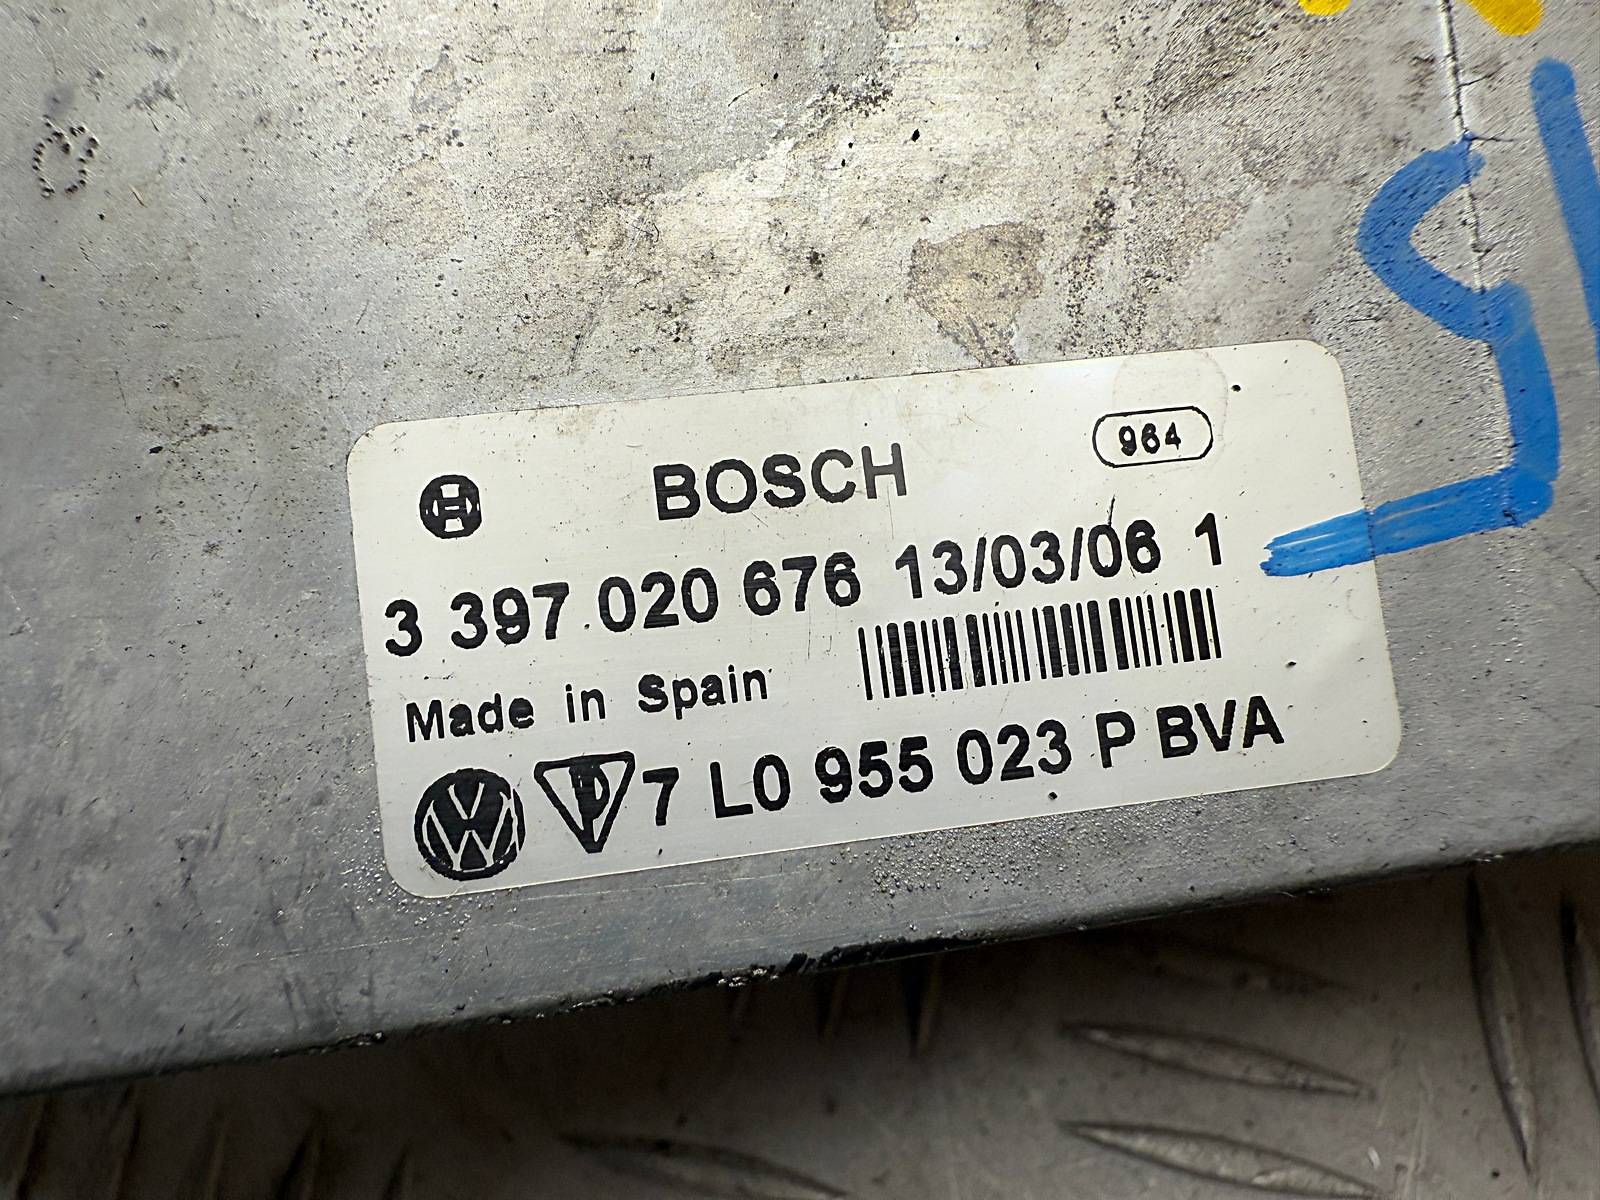 964
BOSCH
3 397 020 676 13/03/06 1
Made in Spain
7 L0 955 023 P BVA